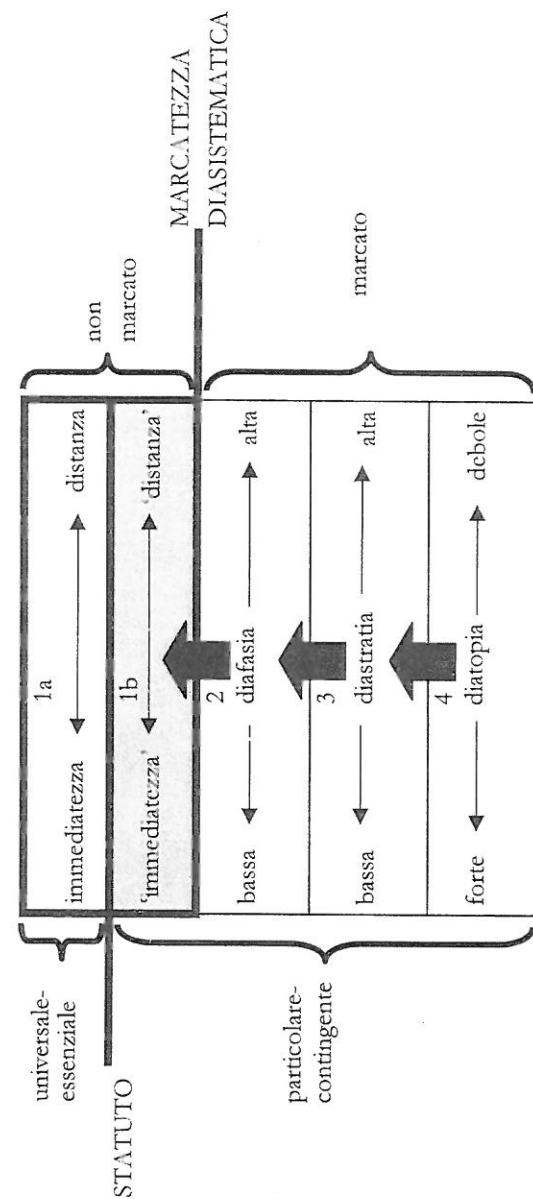 MARCATEZZA
DIASISTEMATICA
non
marcato
marcato
universale-
essenziale
STATUTO
particolare-
contingente
1a
immediatezza distanza
1b
‘immediatezza’ ‘distanza’
2
bassa diafasia alta
3
bassa diastratia alta
4
forte diatopia debole